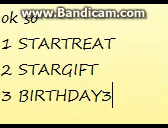 www.Bandicam.com
ok so
1 STARTREAT
2 STARGIFT
3 BIRTHDAY3